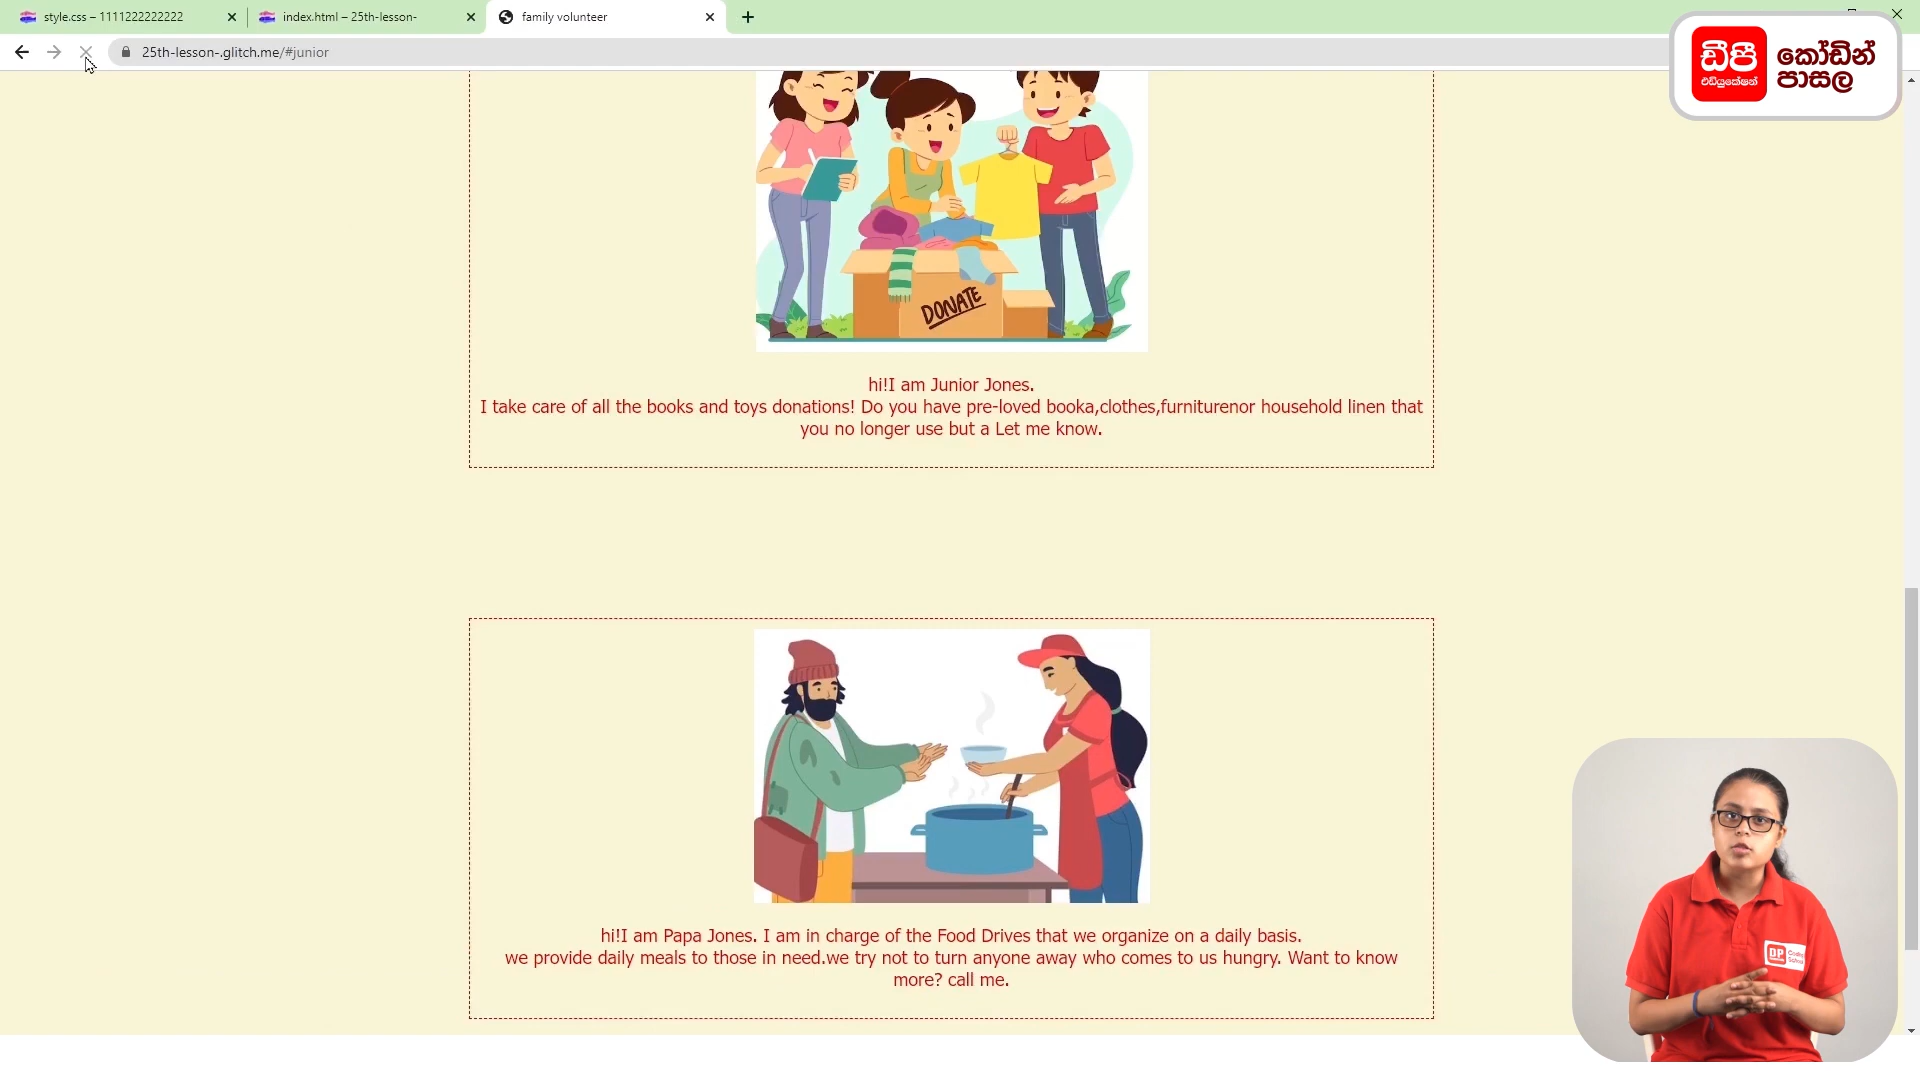 style.css – 1111222222222
index.html – 25th-lesson-
family volunteer
25th-lesson-.glitch.me/#junior
ඩීපී
එඩියුකේෂන්
කෝඩින්
පාසල
DONATE
hi!I am Junior Jones.
I take care of all the books and toys donations! Do you have pre-loved booka,clothes,furniturenor household linen that
you no longer use but a Let me know.
hi!I am Papa Jones. I am in charge of the Food Drives that we organize on a daily basis.
we provide daily meals to those in need.we try not to turn anyone away who comes to us hungry. Want to know
more? call me.
DP